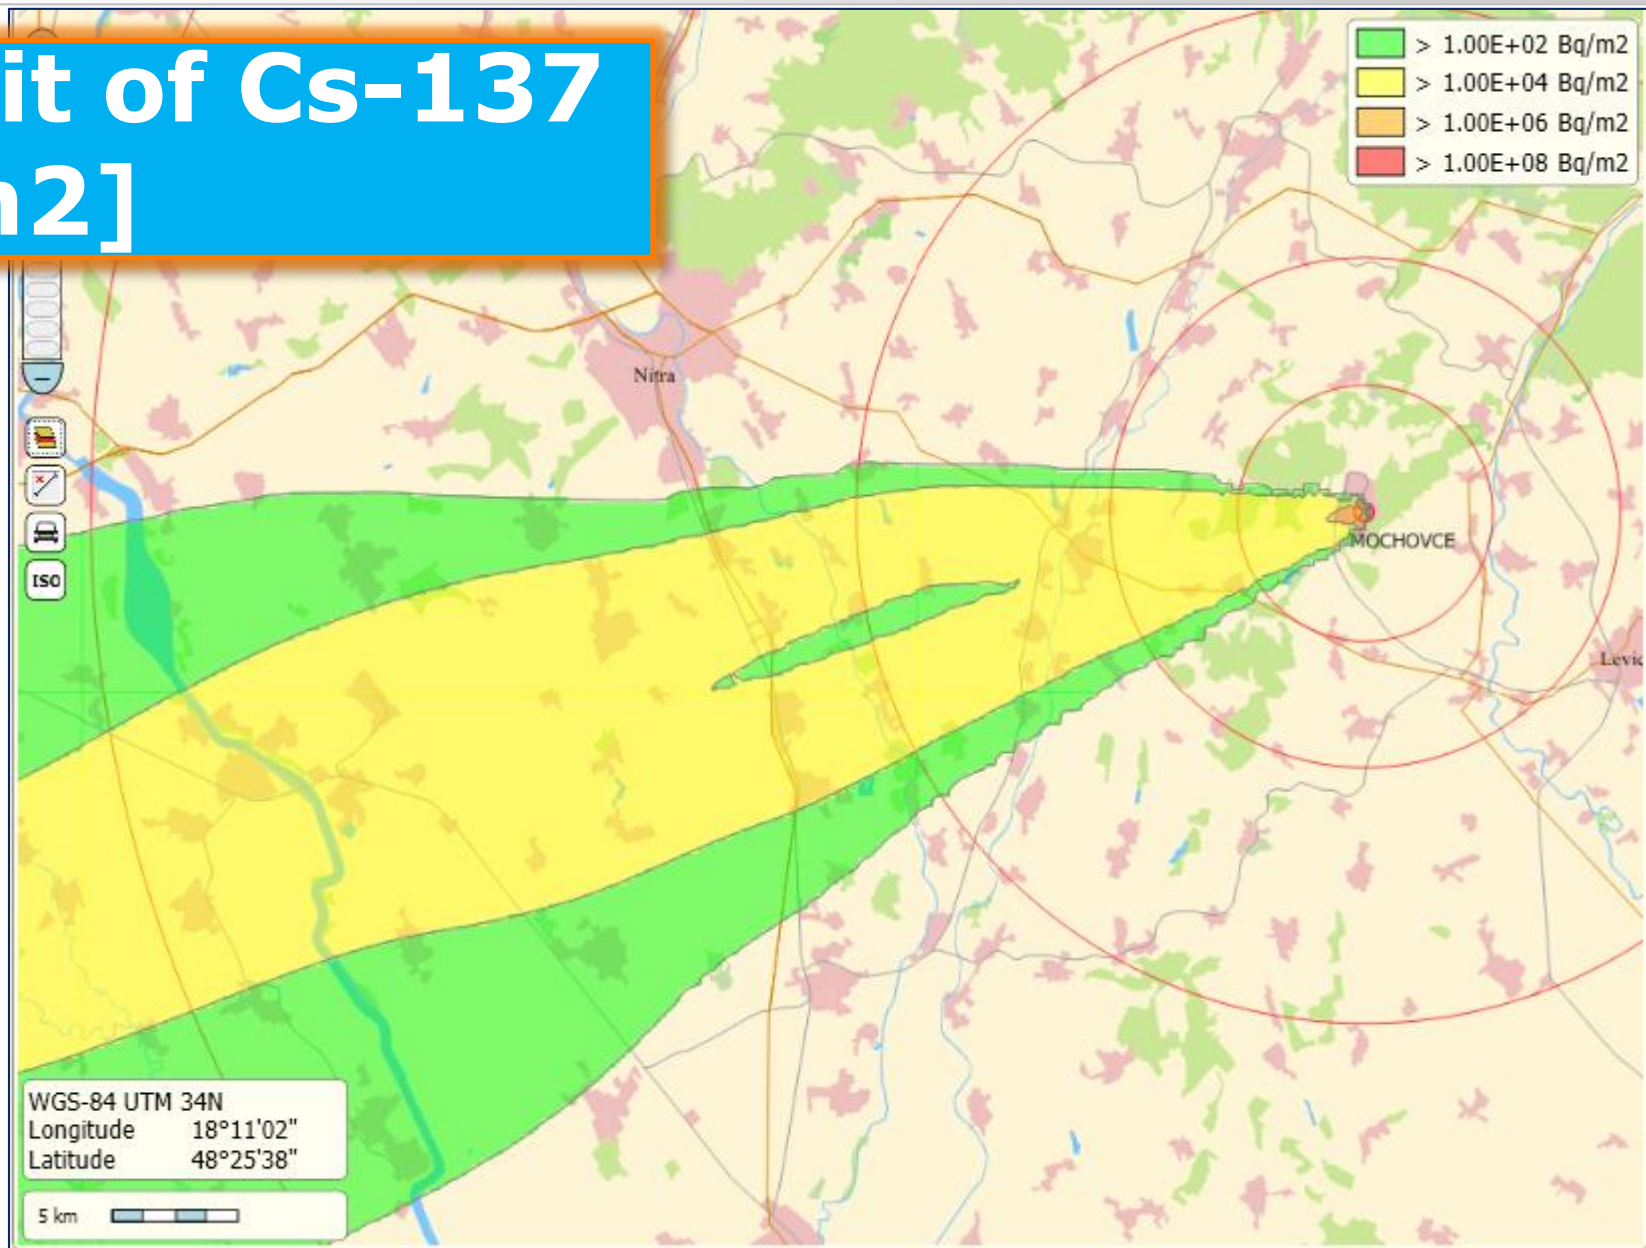 it of Cs-137
m2]
> 1.00E+02 Bq/m2
> 1.00E+04 Bq/m2
> 1.00E+06 Bq/m2
> 1.00E+08 Bq/m2
Nitra
ISO
MOCHOVCE
Levic
WGS-84 UTM 34N
Longitude 18°11'02"
Latitude 48°25'38"
5 km